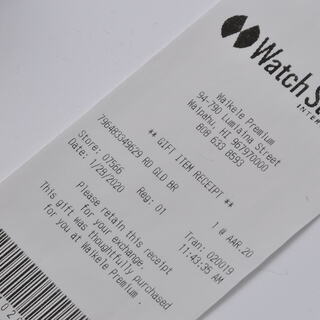 Watch S
INTER
Waikele Premium
94-790 Lumiaina Street
Waipahu, HI 967970000
808 633 8593
** GIFT ITEM RECEIPT **
796483349629 RD GLD BR 1 @ AAR.20
Store: 07566 Reg: 01 Tran: 020019
Date: 1/28/2020 11:43:35 AM
Please retain this receipt
for your exchange.
This gift was thoughtfully purchased
for you at Waikele Premium .